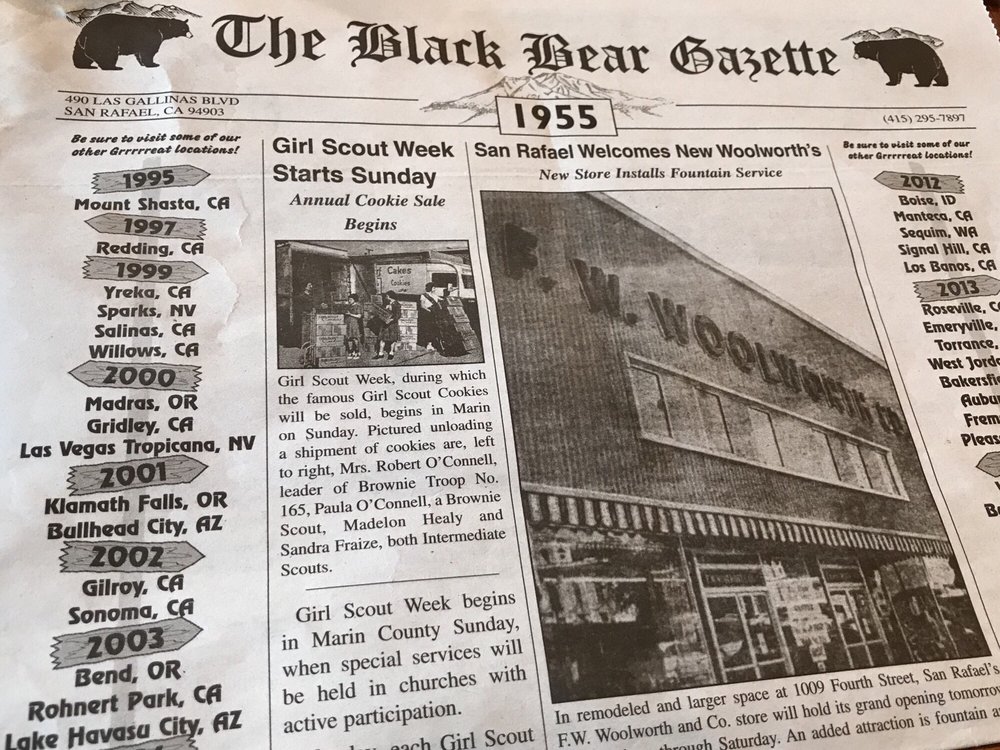 The Black Bear Gazette
490 LAS GALLINAS BLVD
SAN RAFAEL, CA 94903
1955
(415) 295-7897
Be sure to visit some of our
other Grrrrreat locations!
1995
Mount Shasta, CA
1997
Redding, CA
1999
Yreka, CA
Sparks, NV
Salinas, CA
Willows, CA
2000
Madras, OR
Gridley, CA
Las Vegas Tropicana, NV
2001
Klamath Falls, OR
Bullhead City, AZ
2002
Gilroy, CA
Sonoma, CA
2003
Bend, OR
Rohnert Park, CA
Lake Havasu City, AZ
Girl Scout Week
Starts Sunday
Annual Cookie Sale
Begins
Cakes
Cookies
Girl Scout Week, during which
the famous Girl Scout Cookies
will be sold, begins in Marin
on Sunday. Pictured unloading
a shipment of cookies are, left
to right, Mrs. Robert O'Connell,
leader of Brownie Troop No.
165, Paula O'Connell, a Brownie
Scout, Madelon Healy and
Sandra Fraize, both Intermediate
Scouts.
Girl Scout Week begins
in Marin County Sunday,
when special services will
be held in churches with
active participation.
each Girl Scout
San Rafael Welcomes New Woolworth's
New Store Installs Fountain Service
F. W. WOOLWORTH CO.
In remodeled and larger space at 1009 Fourth Street, San Rafael's
F.W. Woolworth and Co. store will hold its grand opening tomorrow
through Saturday. An added attraction is fountain
Be sure to visit some of our
other Grrrrreat locations!
2012
Boise, ID
Manteca, CA
Sequim, WA
Signal Hill, CA
Los Banos, CA
2013
Roseville, C
Emeryville,
Torrance,
West Jord
Bakersfi
Aubu
Frem
Pleas